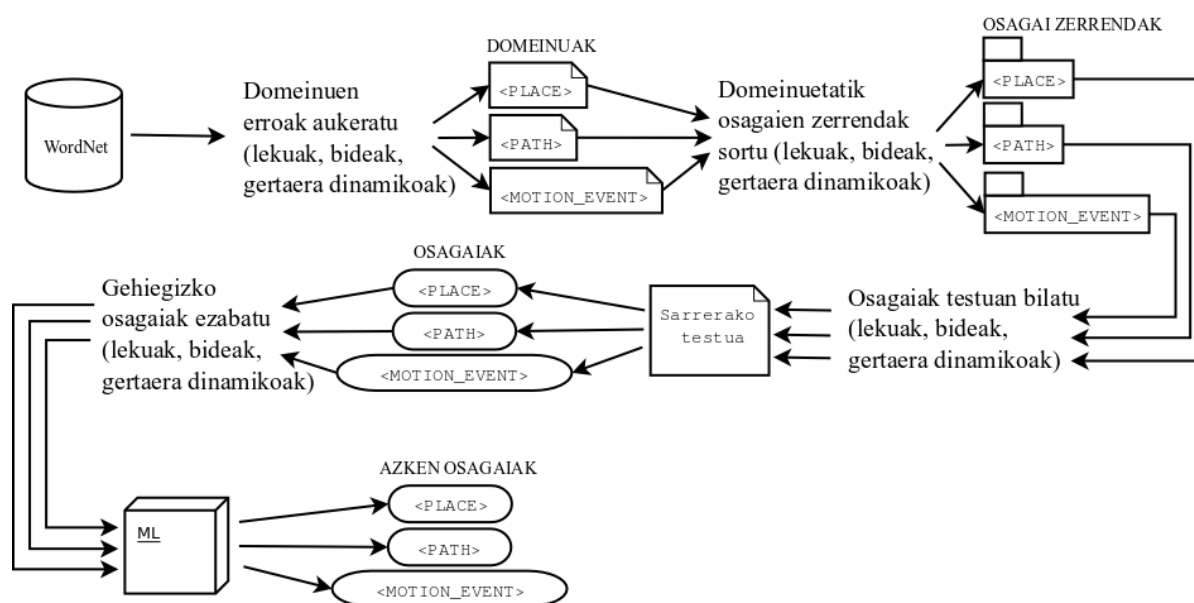 WordNet
Domeinuen
erroak aukeratu
(lekuak, bideak,
gertaera dinamikoak)
DOMEINUAK
<PLACE>
<PATH>
<MOTION_EVENT>
Domeinuetatik
osagaien zerrendak
sortu (lekuak, bideak,
gertaera dinamikoak)
OSAGAI ZERRENDAK
<PLACE>
<PATH>
<MOTION_EVENT>
Osagaiak testuan bilatu
(lekuak, bideak,
gertaera dinamikoak)
Sarrerako
testua
OSAGAIAK
<PLACE>
<PATH>
<MOTION_EVENT>
Gehiegizko
osagaiak ezabatu
(lekuak, bideak,
gertaera dinamikoak)
ML
AZKEN OSAGAIAK
<PLACE>
<PATH>
<MOTION_EVENT>